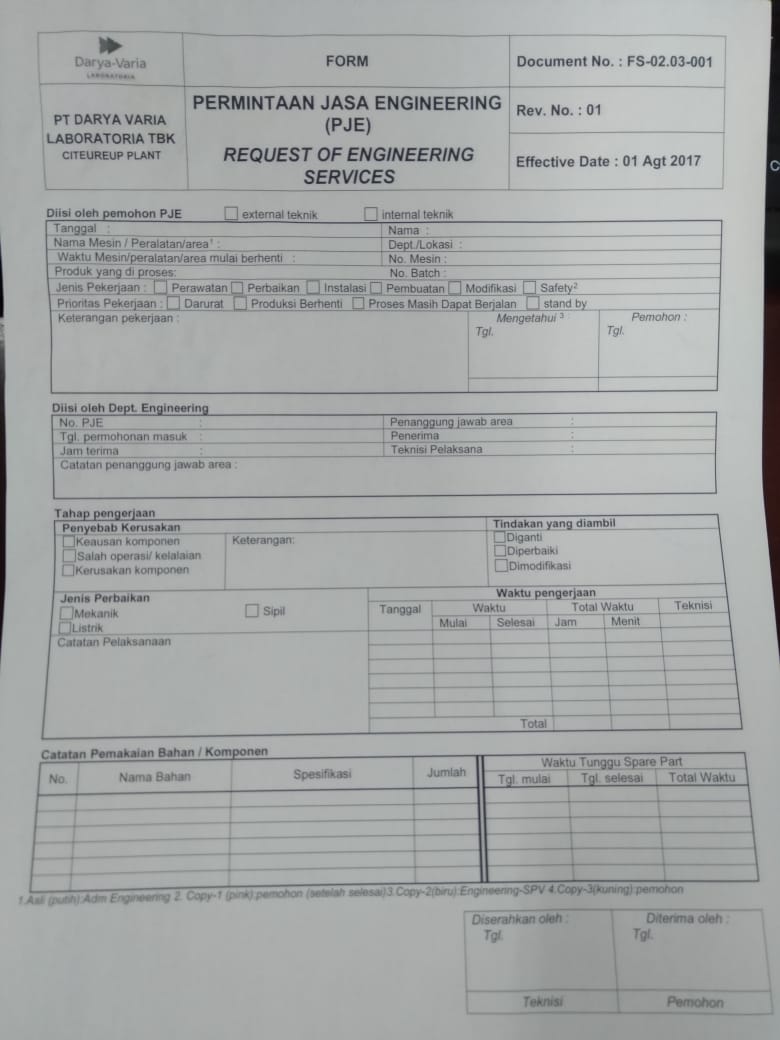 Darya-Varia
LABORATORIA
FORM
Document No. : FS-02.03-001
PT DARYA VARIA
LABORATORIA TBK
CITEUREUP PLANT
PERMINTAAN JASA ENGINEERING
(PJE)
REQUEST OF ENGINEERING
SERVICES
Rev. No. : 01
Effective Date : 01 Agt 2017
Diisi oleh pemohon PJE external teknik internal teknik
Tanggal : Nama :
Nama Mesin / Peralatan/area¹ : Dept./Lokasi :
Waktu Mesin/peralatan/area mulai berhenti : No. Mesin :
Produk yang di proses: No. Batch :
Jenis Pekerjaan : Perawatan Perbaikan Instalasi Pembuatan Modifikasi Safety²
Prioritas Pekerjaan : Darurat Produksi Berhenti Proses Masih Dapat Berjalan stand by
Keterangan pekerjaan : Mengetahui ³ Pemohon :
Tgl. Tgl.
Diisi oleh Dept. Engineering
No. PJE : Penanggung jawab area :
Tgl. permohonan masuk : Penerima :
Jam terima : Teknisi Pelaksana :
Catatan penanggung jawab area :
Tahap pengerjaan
Penyebab Kerusakan Tindakan yang diambil
Keausan komponen Keterangan: Diganti
Salah operasi/ kelalaian Diperbaiki
Kerusakan komponen Dimodifikasi
Jenis Perbaikan Waktu pengerjaan
Mekanik Sipil Tanggal Waktu Total Waktu Teknisi
Listrik Mulai Selesai Jam Menit
Catatan Pelaksanaan
Total
Catatan Pemakaian Bahan / Komponen
No. Nama Bahan Spesifikasi Jumlah Waktu Tunggu Spare Part
Tgl. mulai Tgl. selesai Total Waktu
1.Asli (putih):Adm Engineering 2. Copy-1 (pink):pemohon (setelah selesai)3.Copy-2(biru):Engineering-SPV 4.Copy-3(kuning):pemohon
Diserahkan oleh : Diterima oleh :
Tgl. Tgl.
Teknisi Pemohon